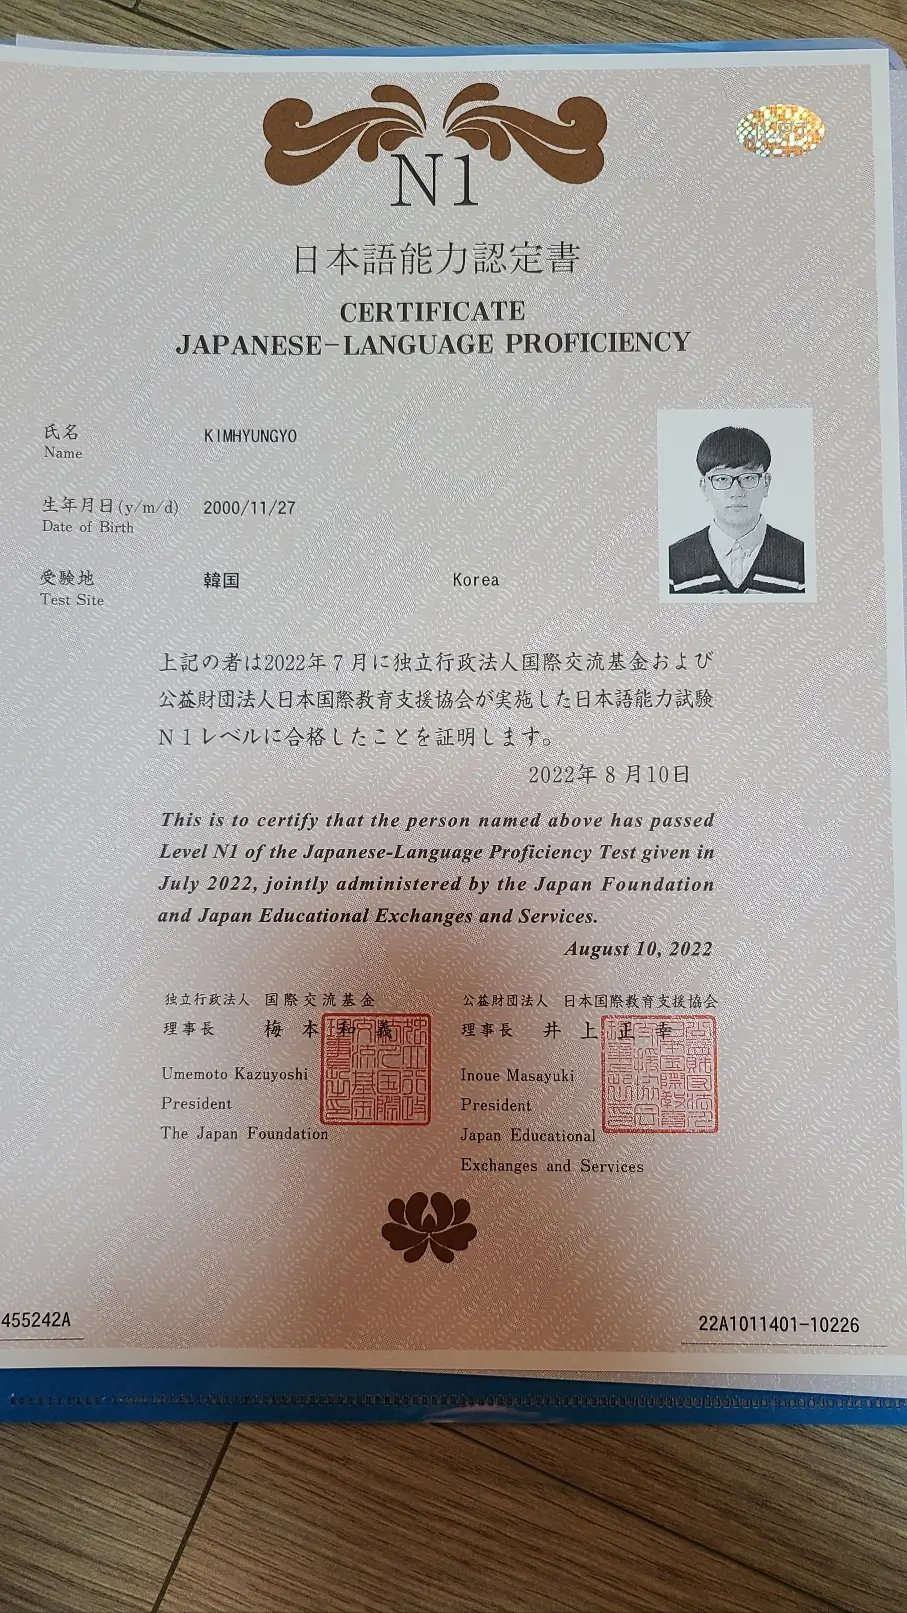 N1
日本語能力認定書
CERTIFICATE
JAPANESE-LANGUAGE PROFICIENCY
氏名 KIMHYUNGYO
Name
生年月日(y/m/d) 2000/11/27
Date of Birth
受験地 韓国 Korea
Test Site
上記の者は2022年7月に独立行政法人国際交流基金および
公益財団法人日本国際教育支援協会が実施した日本語能力試験
N1レベルに合格したことを証明します。
2022年8月10日
This is to certify that the person named above has passed
Level N1 of the Japanese-Language Proficiency Test given in
July 2022, jointly administered by the Japan Foundation
and Japan Educational Exchanges and Services.
August 10, 2022
独立行政法人 国際交流基金
理事長 梅本和義
Umemoto Kazuyoshi
President
The Japan Foundation
公益財団法人 日本国際教育支援協会
理事長 井上正幸
Inoue Masayuki
President
Japan Educational
Exchanges and Services
455242A
22A1011401-10226